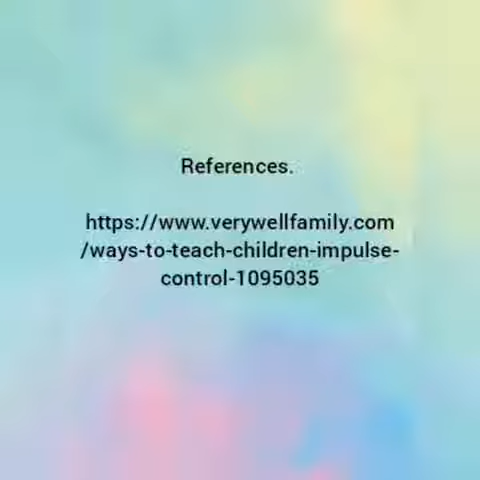 References.
https://www.verywellfamily.com
/ways-to-teach-children-impulse-
control-1095035